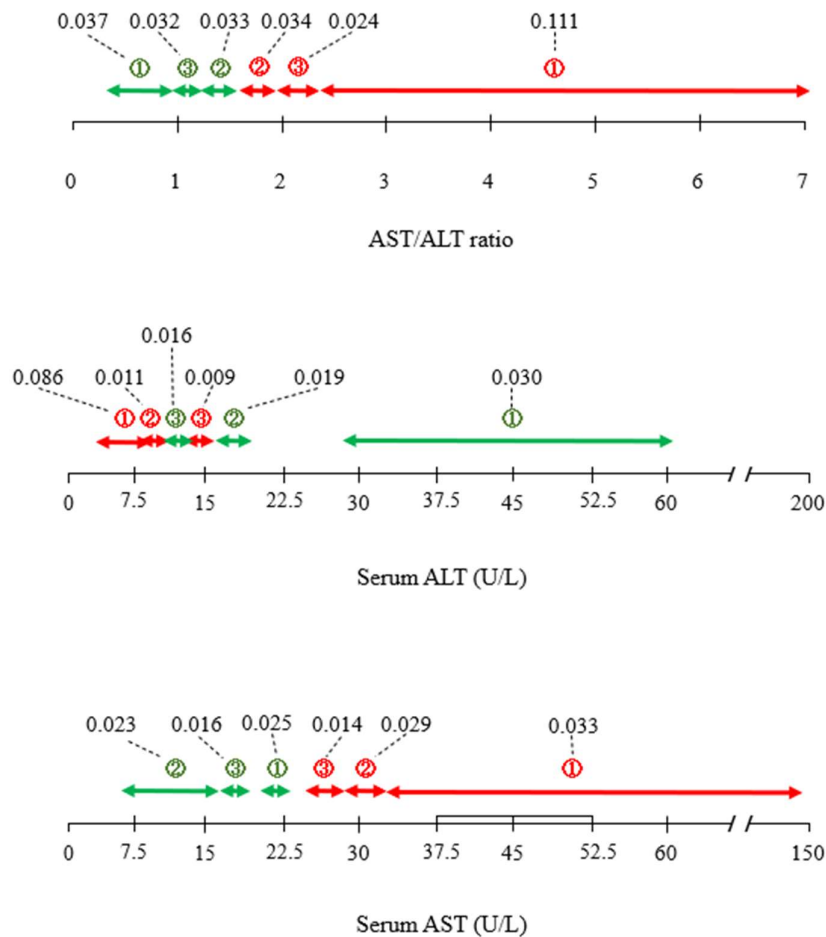 0.037 0.032 0.033 0.034 0.024 0.111
① ③ ② ② ③ ①
0 1 2 3 4 5 6 7
AST/ALT ratio
0.016
0.086 0.011 0.009 0.019 0.030
① ② ③ ③ ② ①
0 7.5 15 22.5 30 37.5 45 52.5 60 200
Serum ALT (U/L)
0.023 0.016 0.025 0.014 0.029 0.033
② ③ ① ③ ② ①
0 7.5 15 22.5 30 37.5 45 52.5 60 150
Serum AST (U/L)